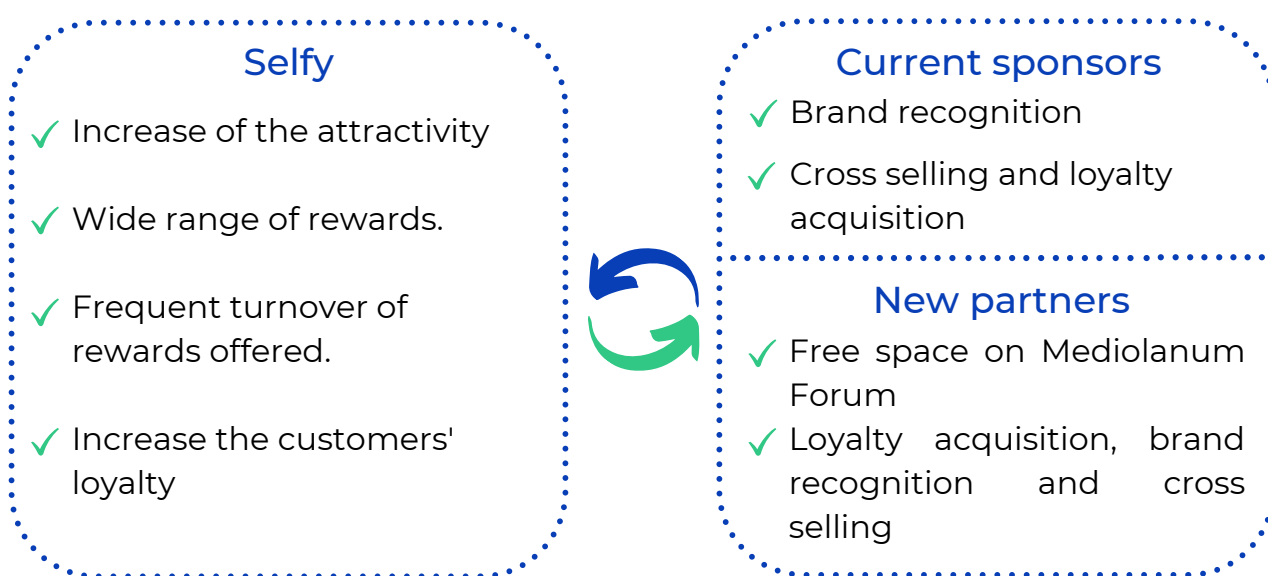 Selfy
Increase of the attractivity
Wide range of rewards.
Frequent turnover of
rewards offered.
Increase the customers'
loyalty
Current sponsors
Brand recognition
Cross selling and loyalty
acquisition
New partners
Free space on Mediolanum
Forum
Loyalty acquisition, brand
recognition and cross
selling